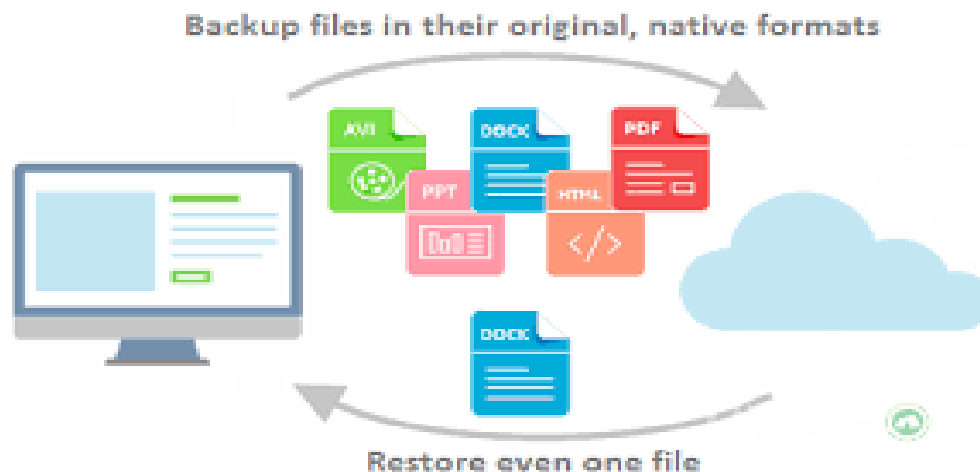 Backup files in their original, native formats
AVI
DOCX
PDF
PPT
HTML
</>
DOCX
Restore even one file